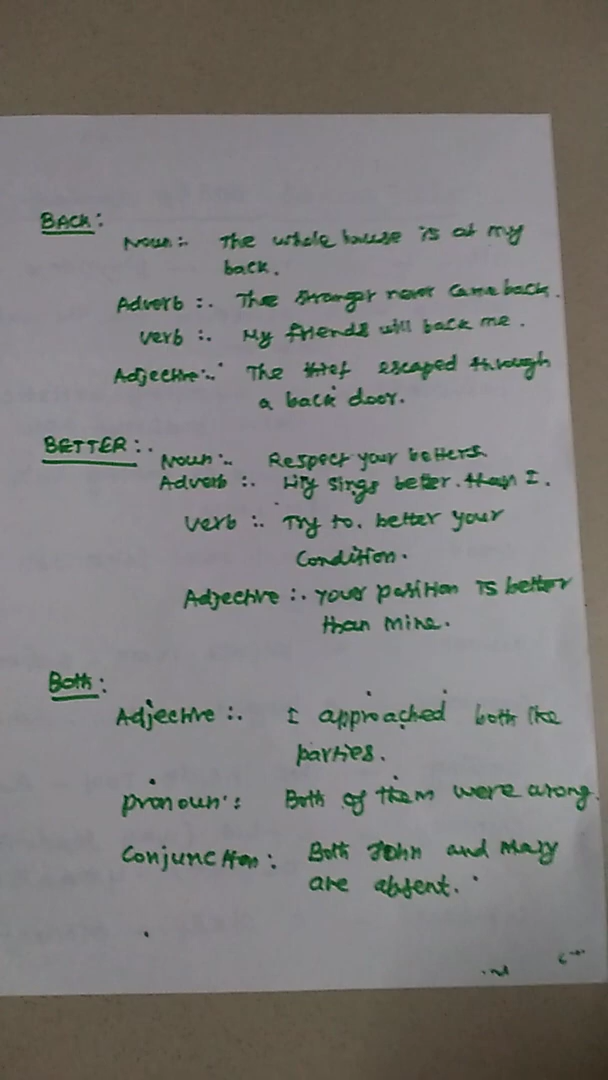 BACK:
Noun:- The whole house is at my
back.
Adverb :- The stranger never came back.
verb :- My friends will back me.
Adjective:- The thief escaped through
a back door.
BETTER:-
Noun:- Respect your betters.
Adverb :- sings better than I.
verb :- Try to better your
condition.
Adjective :- your position is better
than mine.
Both:
Adjective :- I approached both the
parties.
pronoun : Both of them were wrong.
Conjunction : Both John and Mary
are absent.